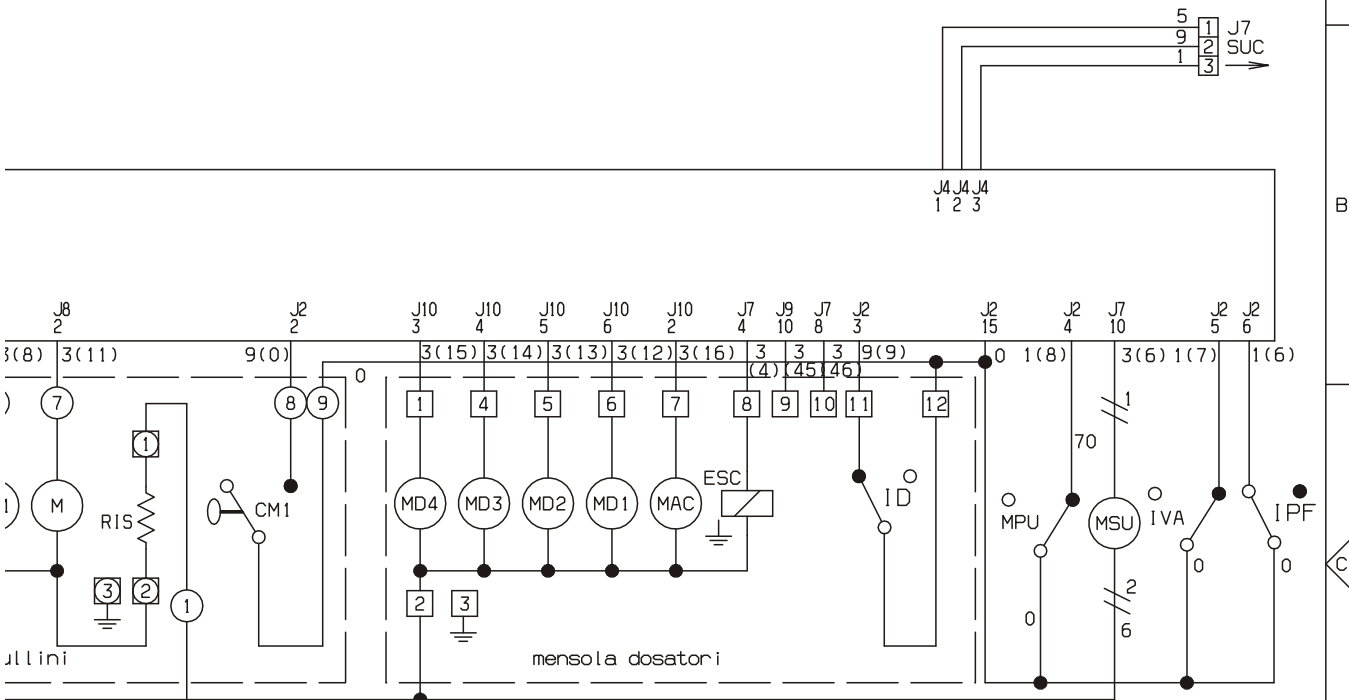 5 1 J7
9 2 SUC
1 3
J4 J4 J4
1 2 3
B
J8 J2 J10 J10 J10 J10 J10 J7 J9 J7 J2 J2 J2 J7 J2 J2
2 2 3 4 5 6 2 4 10 8 3 15 4 10 5 6
3(8) 3(11) 9(0) 3(15) 3(14) 3(13) 3(12) 3(16) 3 3 3 9(9) 0 1(8) 3(6) 1(7) 1(6)
0 (4)(45)(46)
7 8 9 1 4 5 6 7 8 9 10 11 12 1
1 70
ESC
M RIS CM1 MD4 MD3 MD2 MD1 MAC ID MPU MSU IVA IPF
C
0 0
3 2 1 2 3 2
0 6
ullini mensola dosatori